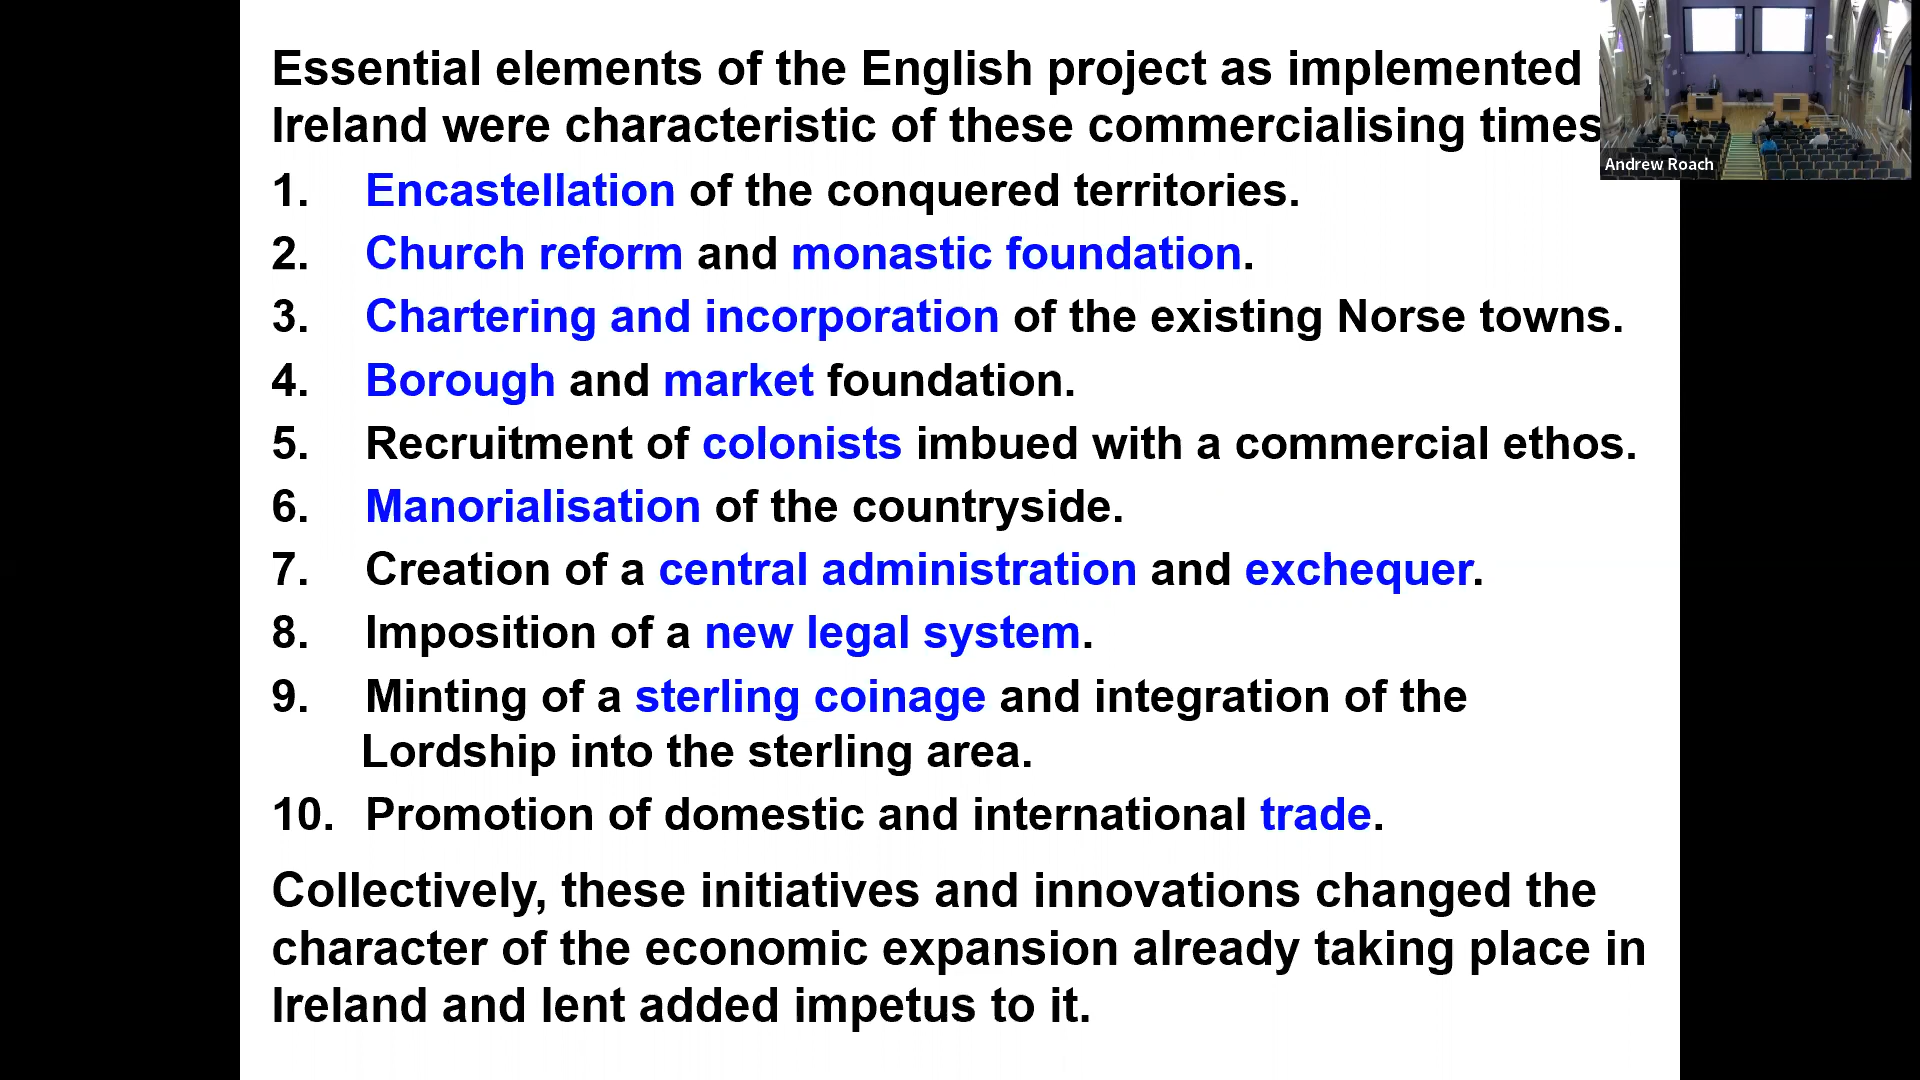 Essential elements of the English project as implemented
Ireland were characteristic of these commercialising times
1. Encastellation of the conquered territories.
2. Church reform and monastic foundation.
3. Chartering and incorporation of the existing Norse towns.
4. Borough and market foundation.
5. Recruitment of colonists imbued with a commercial ethos.
6. Manorialisation of the countryside.
7. Creation of a central administration and exchequer.
8. Imposition of a new legal system.
9. Minting of a sterling coinage and integration of the
Lordship into the sterling area.
10. Promotion of domestic and international trade.
Collectively, these initiatives and innovations changed the
character of the economic expansion already taking place in
Ireland and lent added impetus to it.
Andrew Roach